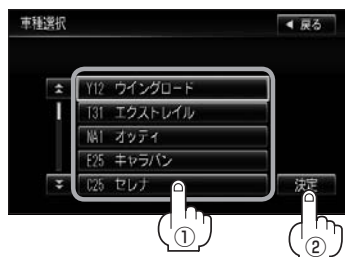 車種選択
◀ 戻る
Y12 ウイングロード
T31 エクストレイル
NA1 オッティ
E25 キャラバン
C25 セレナ
決定
①
②